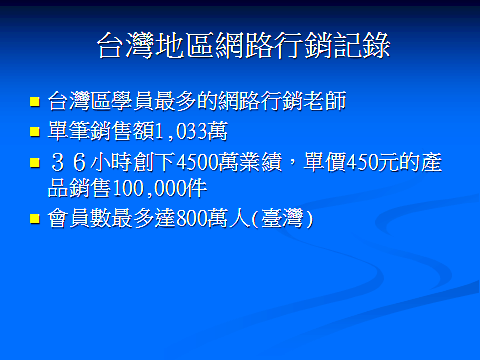 台灣地區網路行銷記錄
台灣區學員最多的網路行銷老師
單筆銷售額1,033萬
３６小時創下4500萬業績，單價450元的產
品銷售100,000件
會員數最多達800萬人(臺灣)